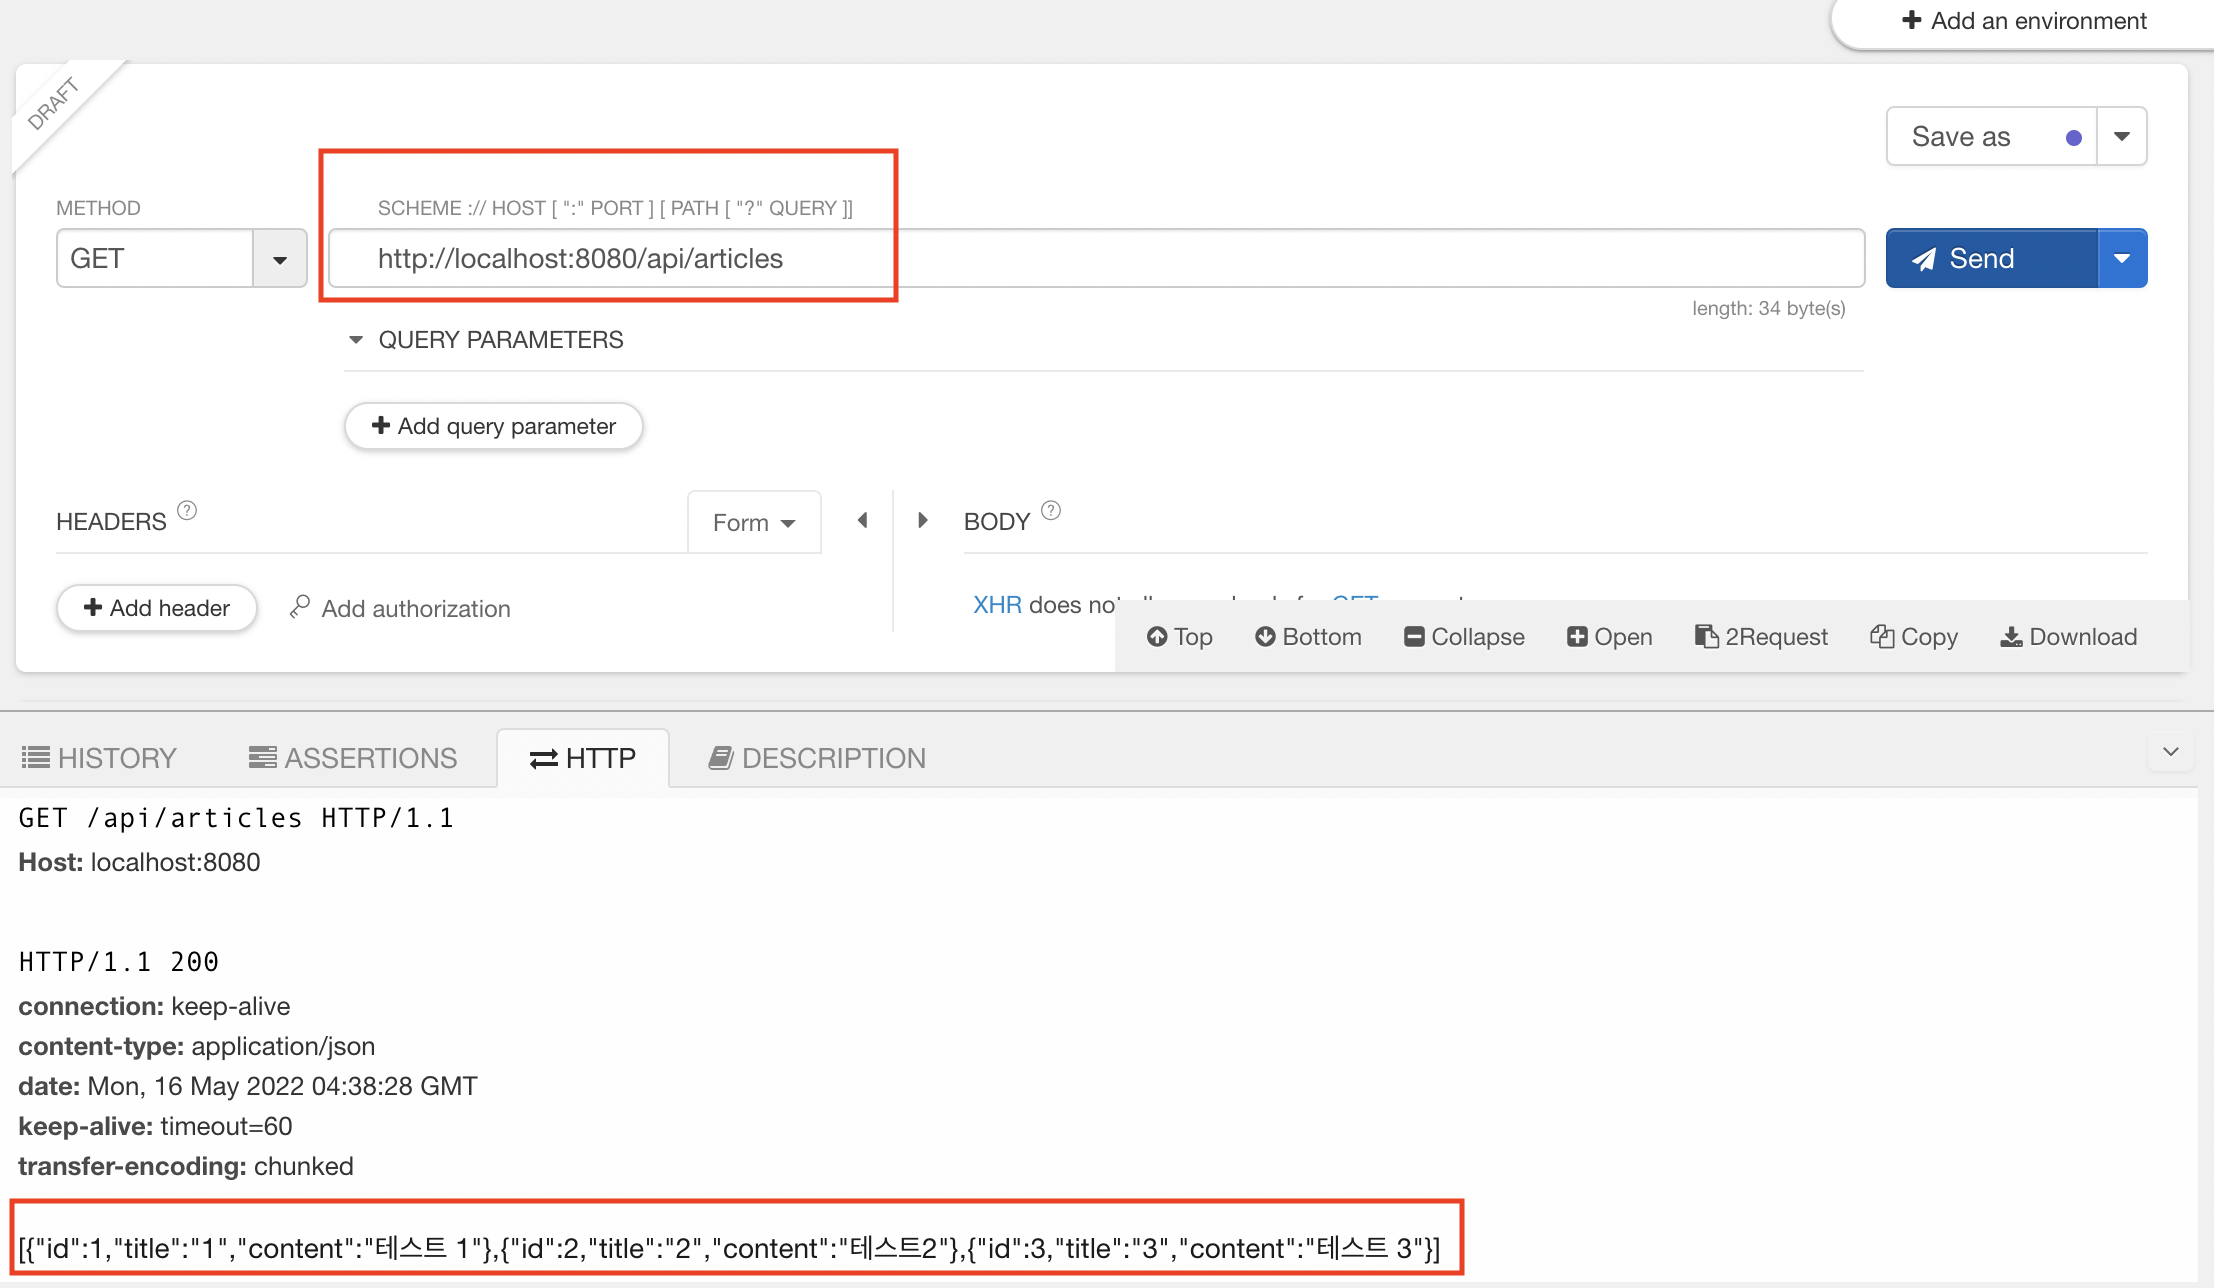 Add an environment
DRAFT
Save as
METHOD
SCHEME :// HOST [ ":" PORT ] [ PATH [ "?" QUERY ]]
GET
http://localhost:8080/api/articles
Send
length: 34 byte(s)
QUERY PARAMETERS
Add query parameter
HEADERS ?
Form
BODY ?
Add header
Add authorization
XHR does
Top Bottom Collapse Open 2Request Copy Download
HISTORY ASSERTIONS HTTP DESCRIPTION
GET /api/articles HTTP/1.1
Host: localhost:8080
HTTP/1.1 200
connection: keep-alive
content-type: application/json
date: Mon, 16 May 2022 04:38:28 GMT
keep-alive: timeout=60
transfer-encoding: chunked
[{"id":1,"title":"1","content":"테스트 1"},{"id":2,"title":"2","content":"테스트2"},{"id":3,"title":"3","content":"테스트 3"}]